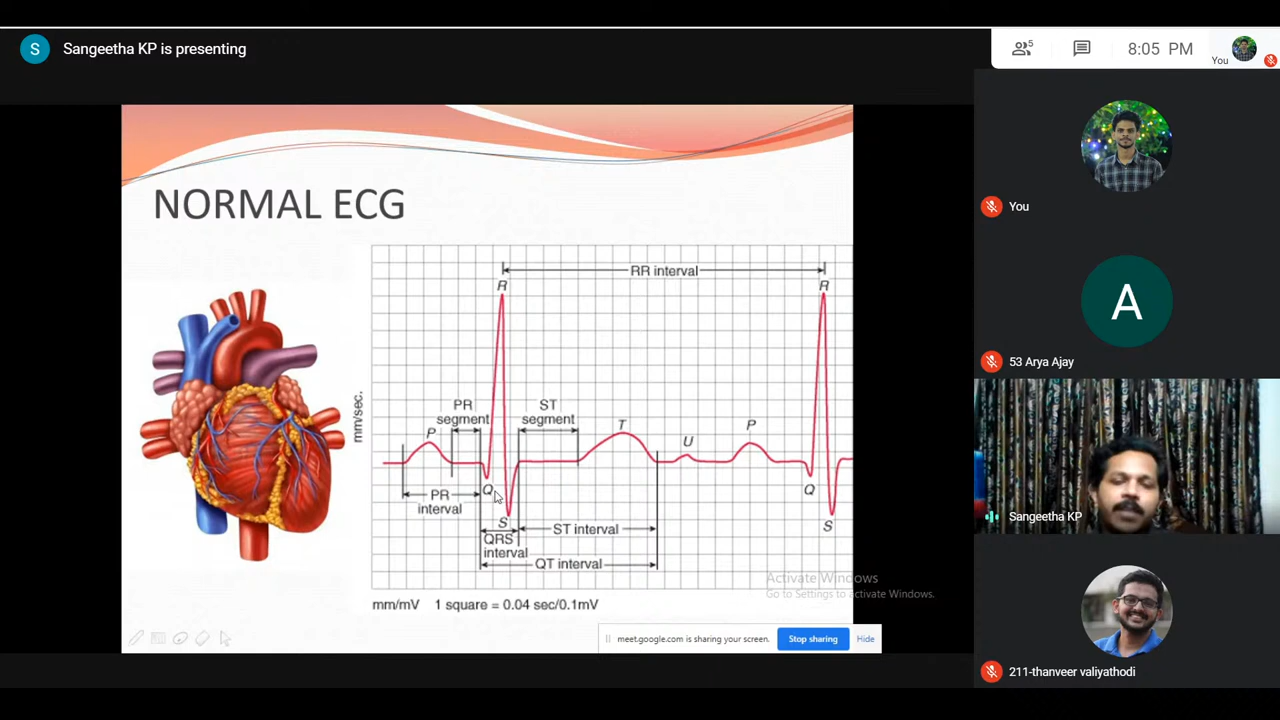 S
Sangeetha KP is presenting
5
8:05 PM
You
NORMAL ECG
RR interval
R
R
mm/sec.
PR
segment
ST
segment
P
T
U
P
Q
S
Q
S
PR
interval
QRS
interval
ST interval
QT interval
mm/mV 1 square = 0.04 sec/0.1mV
Activate Windows
Go to Settings to activate Windows.
meet.google.com is sharing your screen.
Stop sharing
Hide
You
A
53 Arya Ajay
Sangeetha KP
211-thanveer valiyathodi